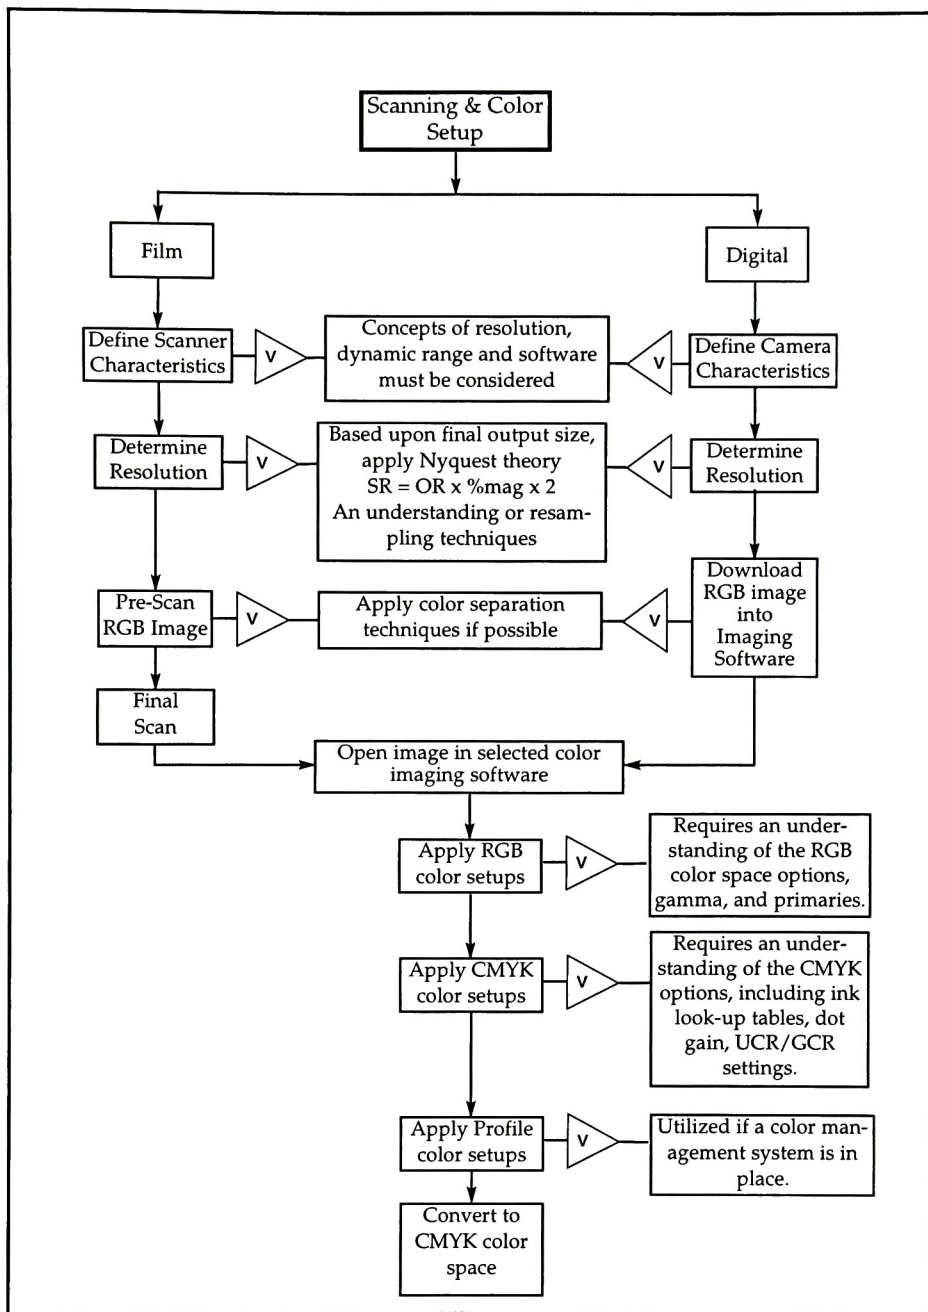 Scanning & Color
Setup
Film
Digital
Define Scanner
Characteristics
v
Concepts of resolution,
dynamic range and software
must be considered
v
Define Camera
Characteristics
Determine
Resolution
v
Based upon final output size,
apply Nyquest theory
SR = OR x %mag x 2
An understanding or resam-
pling techniques
v
Determine
Resolution
Pre-Scan
RGB Image
v
Apply color separation
techniques if possible
v
Download
RGB image
into
Imaging
Software
Final
Scan
Open image in selected color
imaging software
Apply RGB
color setups
v
Requires an under-
standing of the RGB
color space options,
gamma, and primaries.
Apply CMYK
color setups
v
Requires an under-
standing of the CMYK
options, including ink
look-up tables, dot
gain, UCR/GCR
settings.
Apply Profile
color setups
v
Utilized if a color man-
agement system is in
place.
Convert to
CMYK color
space